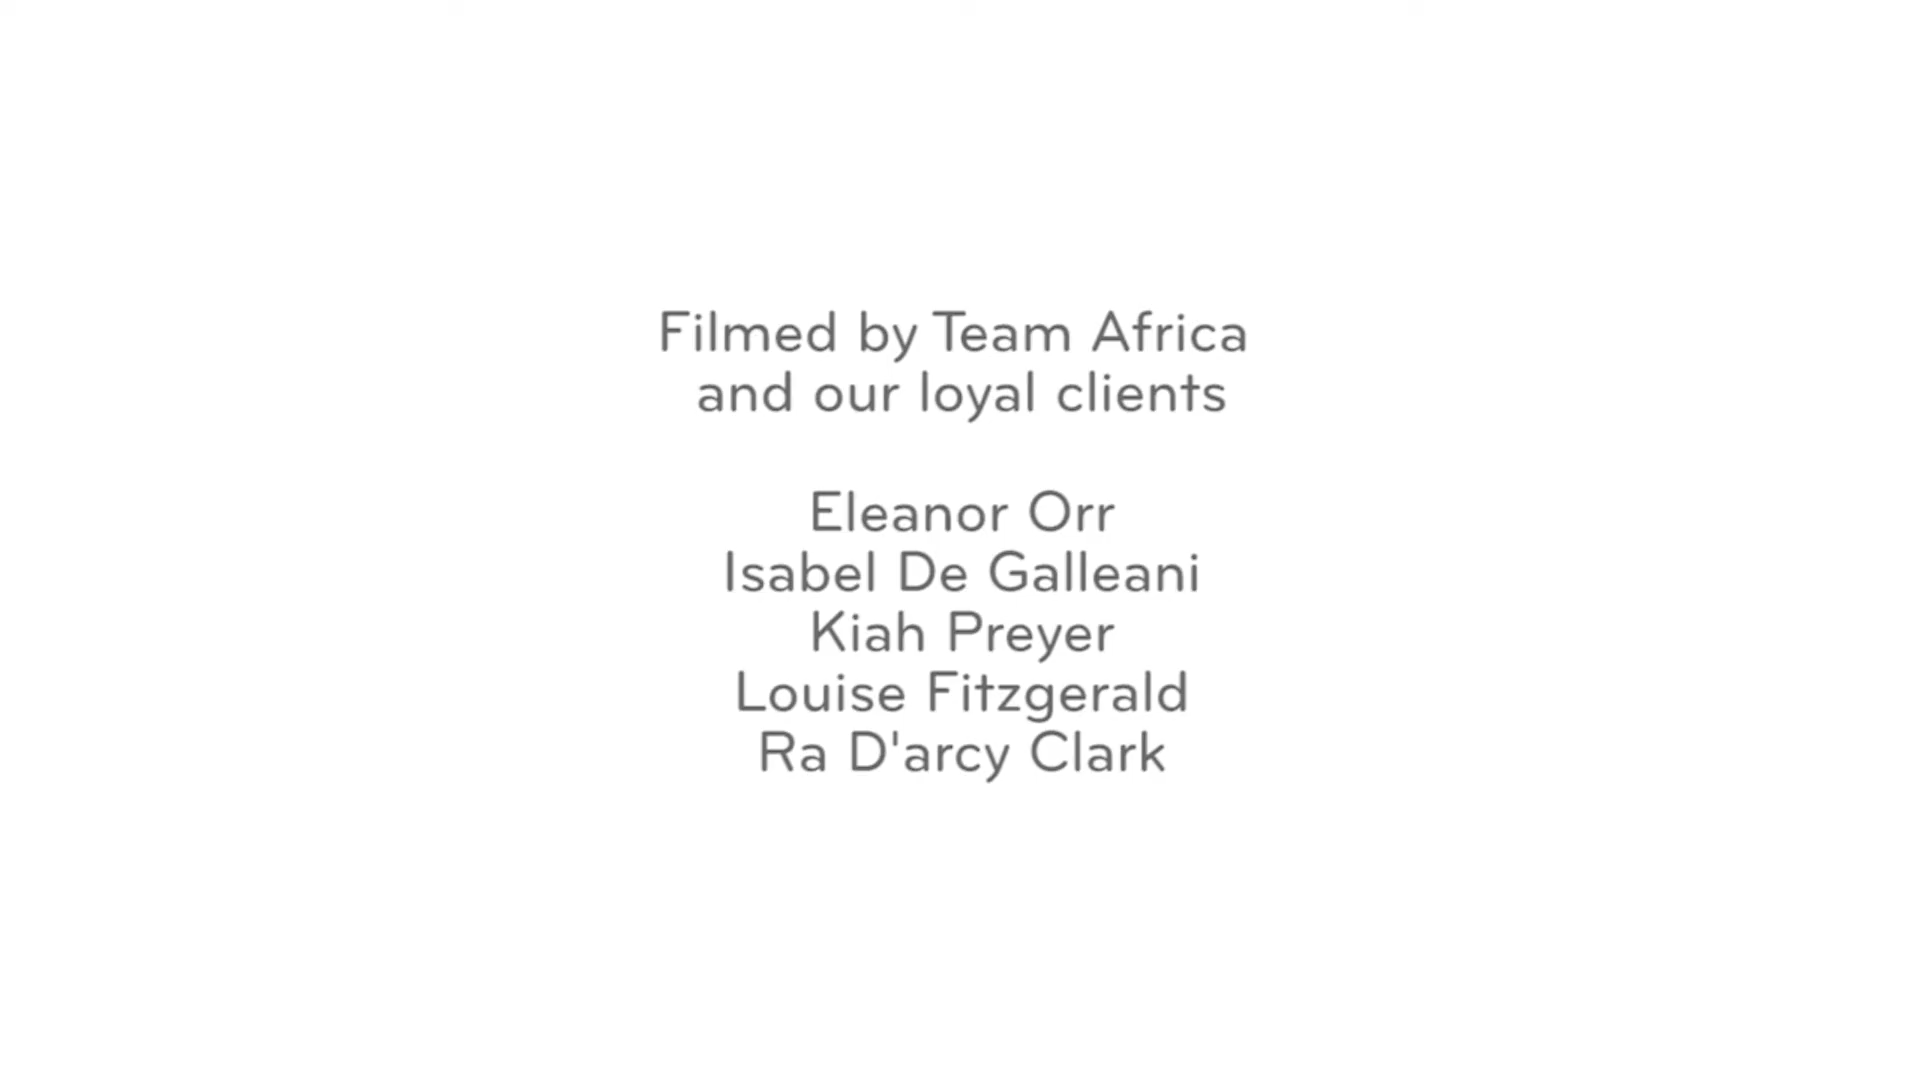 Filmed by Team Africa
and our loyal clients
Eleanor Orr
Isabel De Galleani
Kiah Preyer
Louise Fitzgerald
Ra D'arcy Clark